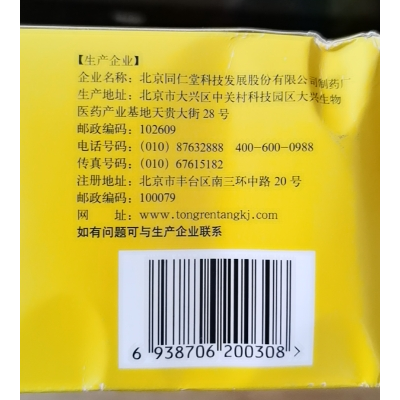 【生产企业】
企业名称：北京同仁堂科技发展股份有限公司制药厂
生产地址：北京市大兴区中关村科技园区大兴生物
医药产业基地天贵大街28号
邮政编码：102609
电话号码：(010) 87632888 400-600-0988
传真号码：(010) 67615182
注册地址：北京市丰台区南三环中路20号
邮政编码：100079
网 址：www.tongrentangkj.com
如有问题可与生产企业联系
6 938706 200308>